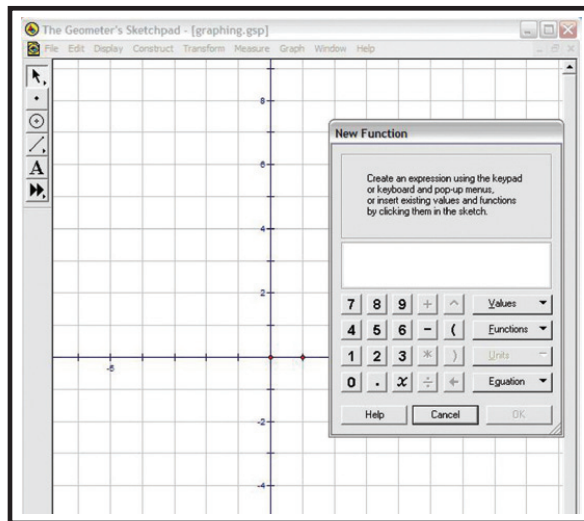 The Geometer's Sketchpad - [graphing.gsp]
File Edit Display Construct Transform Measure Graph Window Help
A
8
6
4
2
-5
-2
-4
New Function
Create an expression using the keypad
or keyboard and pop-up menus,
or insert existing values and functions
by clicking them in the sketch.
7 8 9 + ^ Values
4 5 6 - ( Functions
1 2 3 * ) Units
0 . x ÷ Equation
Help Cancel OK